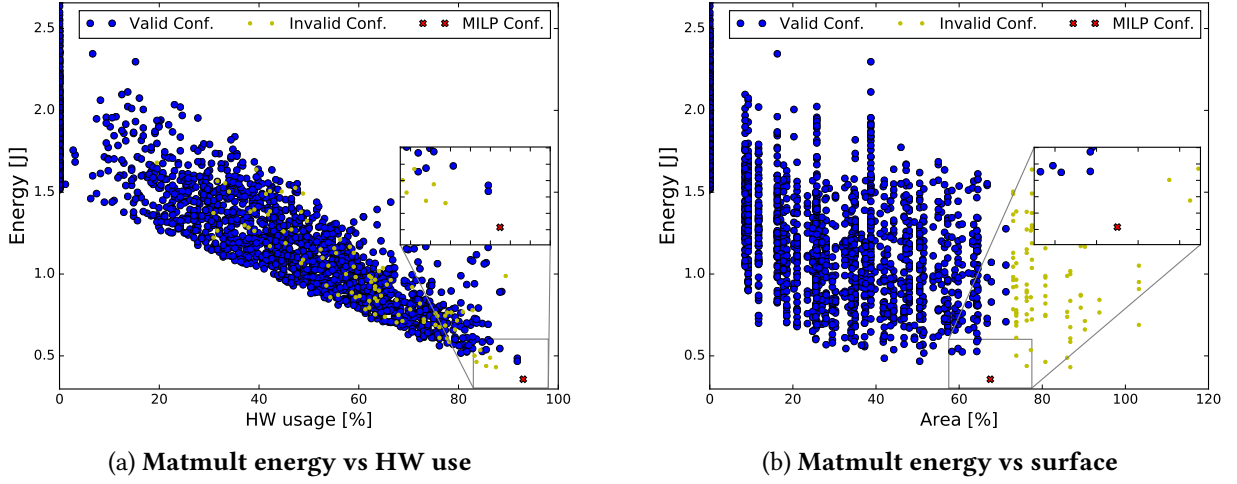 Valid Conf. Invalid Conf. MILP Conf.
2.5
2.0
1.5
1.0
0.5
Energy [J]
0 20 40 60 80 100
HW usage [%]
(a) Matmult energy vs HW use
Valid Conf. Invalid Conf. MILP Conf.
2.5
2.0
1.5
1.0
0.5
Energy [J]
0 20 40 60 80 100 120
Area [%]
(b) Matmult energy vs surface